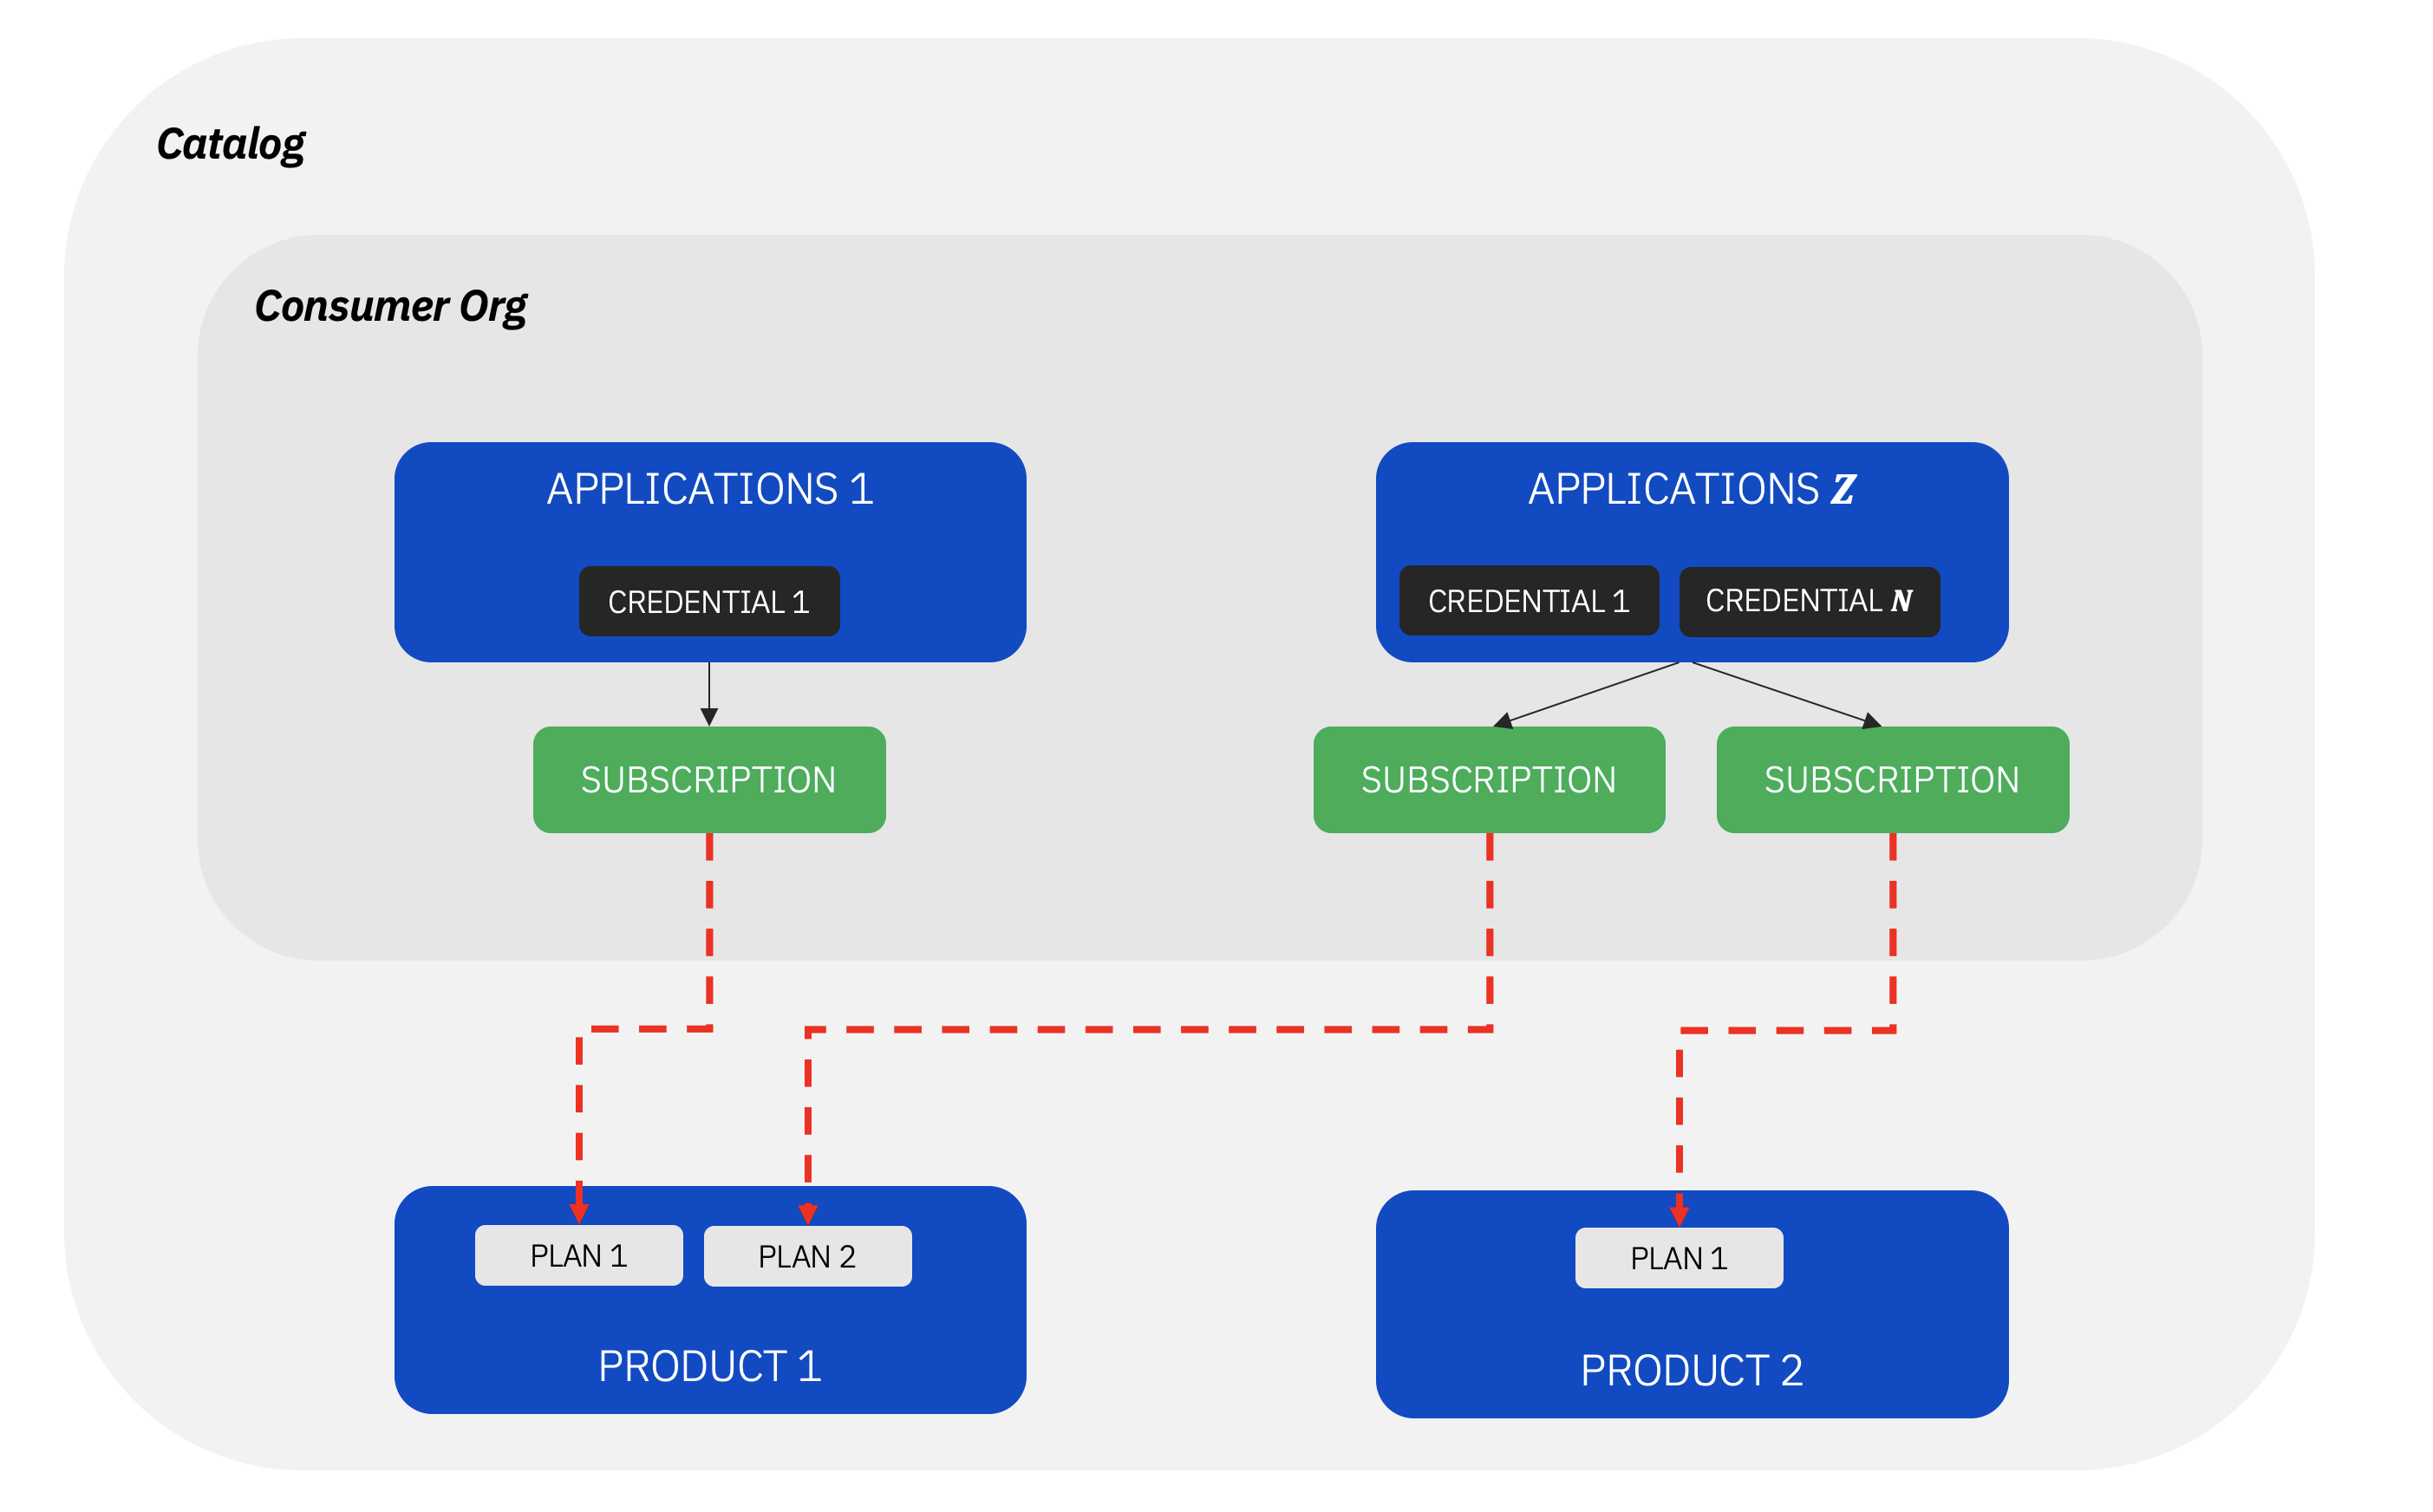 Catalog
Consumer Org
APPLICATIONS 1
APPLICATIONS Z
CREDENTIAL 1
CREDENTIAL 1
CREDENTIAL N
SUBSCRIPTION
SUBSCRIPTION
SUBSCRIPTION
PLAN 1
PLAN 2
PLAN 1
PRODUCT 1
PRODUCT 2